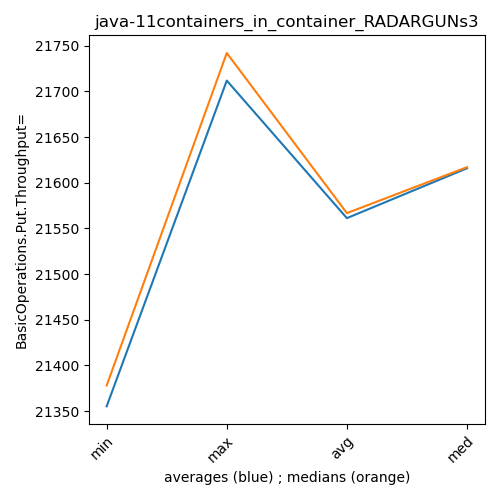 java-11containers_in_container_RADARGUNs3
BasicOperations.Put.Throughput=
21750
21700
21650
21600
21550
21500
21450
21400
21350
min
max
avg
med
averages (blue) ; medians (orange)